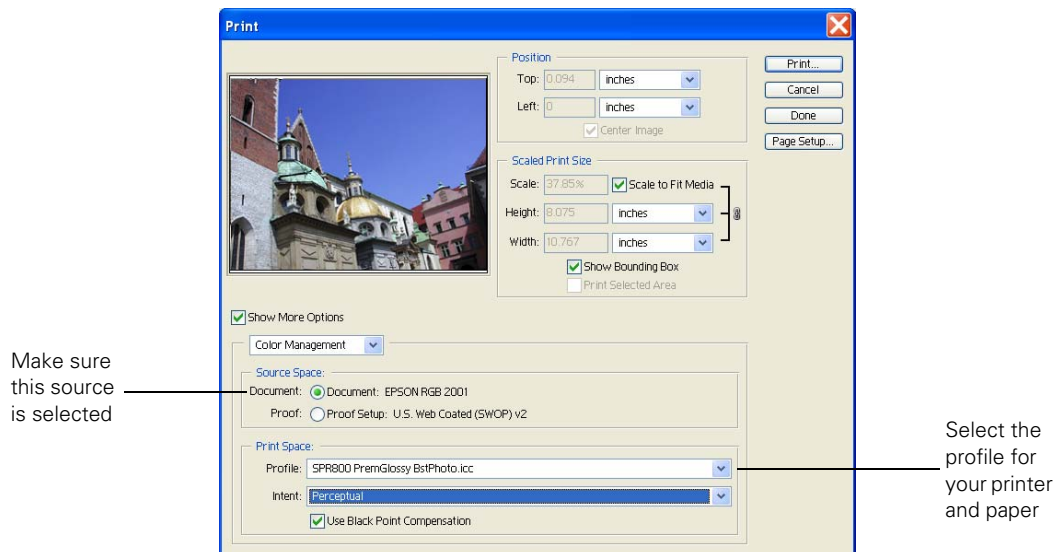 Print
Position
Top: 0.094 inches
Left: 0 inches
Center Image
Print...
Cancel
Done
Page Setup...
Scaled Print Size
Scale: 37.85% Scale to Fit Media
Height: 8.075 inches
Width: 10.767 inches
Show Bounding Box
Print Selected Area
Show More Options
Color Management
Source Space:
Document: Document: EPSON RGB 2001
Proof: Proof Setup: U.S. Web Coated (SWOP) v2
Print Space:
Profile: SPR800 PremGlossy BstPhoto.icc
Intent: Perceptual
Use Black Point Compensation
Make sure
this source
is selected
Select the
profile for
your printer
and paper